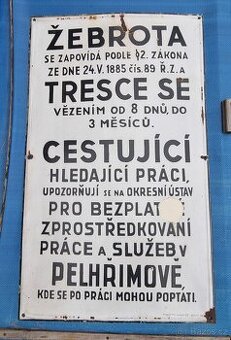 ŽEBROTA
SE ZAPOVÍDÁ PODLE §2. ZÁKONA
ZE DNE 24.V. 1885 čís. 89 Ř.Z. A
TRESCE SE
VĚZENÍM OD 8 DNŮ, DO
3 MĚSÍCŮ.
CESTUJÍCÍ
HLEDAJÍCÍ PRÁCI,
UPOZORŇUJÍ SE NA OKRESNÍ ÚSTAV
PRO BEZPLAT
ZPROSTŘEDKOVÁNÍ
PRÁCE A SLUŽEB V
PELHŘIMOVĚ,
KDE SE PO PRÁCI MOHOU POPTATI.